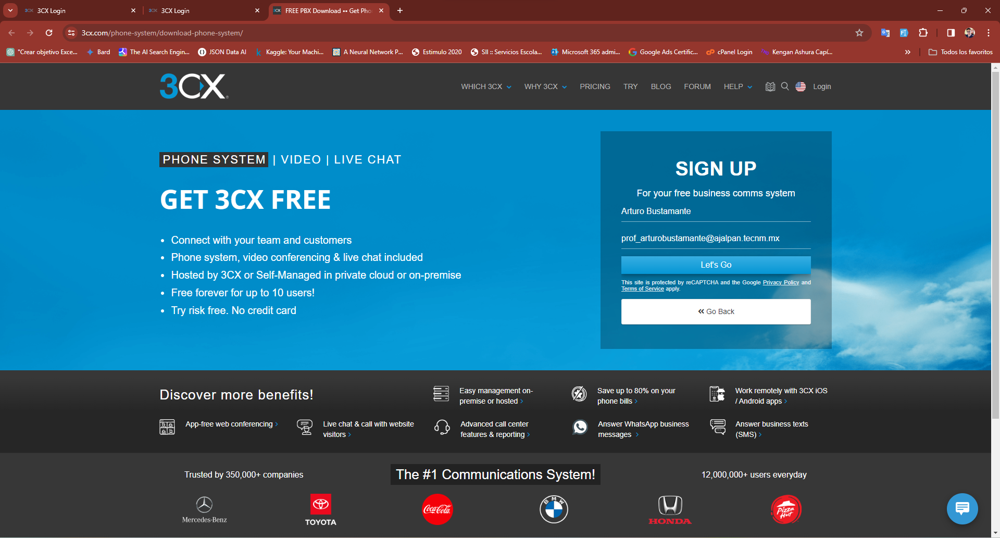 3CX Login
3CX Login
FREE PBX Download •• Get Pho
3cx.com/phone-system/download-phone-system/
"Crear objetivo Exce...
Bard
The AI Search Engin...
JSON Data AI
Kaggle: Your Machi...
A Neural Network P...
Estimulo 2020
SII :: Servicios Escola...
Microsoft 365 admi...
Google Ads Certific...
cPanel Login
Kengan Ashura Capí...
Todos los favoritos
3CX
WHICH 3CX
WHY 3CX
PRICING
TRY
BLOG
FORUM
HELP
Login
PHONE SYSTEM | VIDEO | LIVE CHAT
GET 3CX FREE
• Connect with your team and customers
• Phone system, video conferencing & live chat included
• Hosted by 3CX or Self-Managed in private cloud or on-premise
• Free forever for up to 10 users!
• Try risk free. No credit card
SIGN UP
For your free business comms system
Arturo Bustamante
prof_arturobustamante@ajalpan.tecnm.mx
Let's Go
This site is protected by reCAPTCHA and the Google Privacy Policy and
Terms of Service apply.
« Go Back
Discover more benefits!
Easy management on-
premise or hosted ›
Save up to 80% on your
phone bills ›
Work remotely with 3CX iOS
/ Android apps ›
App-free web conferencing ›
Live chat & call with website
visitors ›
Advanced call center
features & reporting ›
Answer WhatsApp business
messages ›
Answer business texts
(SMS) ›
Trusted by 350,000+ companies
The #1 Communications System!
12,000,000+ users everyday
Mercedes-Benz
TOYOTA
Coca-Cola
BMW
HONDA
Pizza
Hut